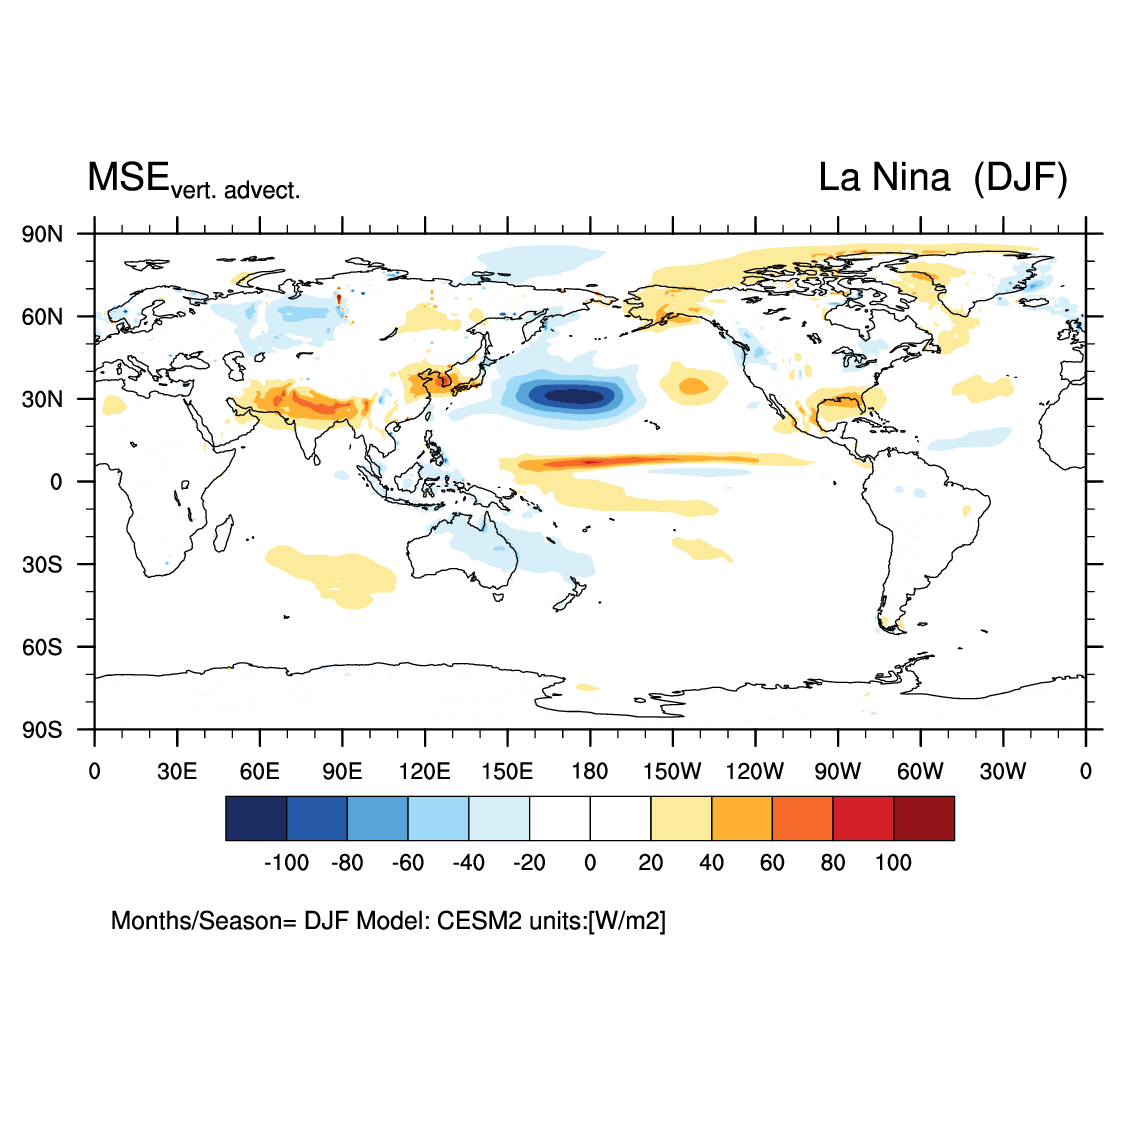 MSEvert. advect. La Nina (DJF)
90N
60N
30N
0
30S
60S
90S
0 30E 60E 90E 120E 150E 180 150W 120W 90W 60W 30W 0
-100 -80 -60 -40 -20 0 20 40 60 80 100
Months/Season= DJF Model: CESM2 units:[W/m2]